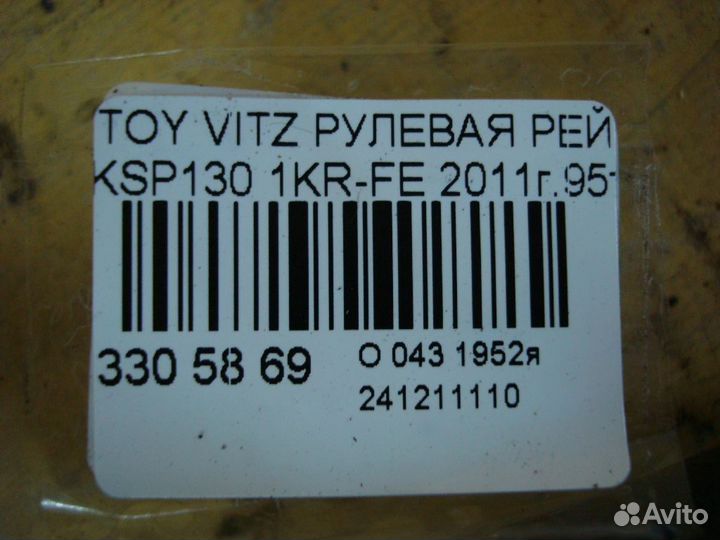 TOY VITZ РУЛЕВАЯ РЕЙ
KSP130 1KR-FE 2011г.95
330 58 69
О 043 1952я
241211110
Avito